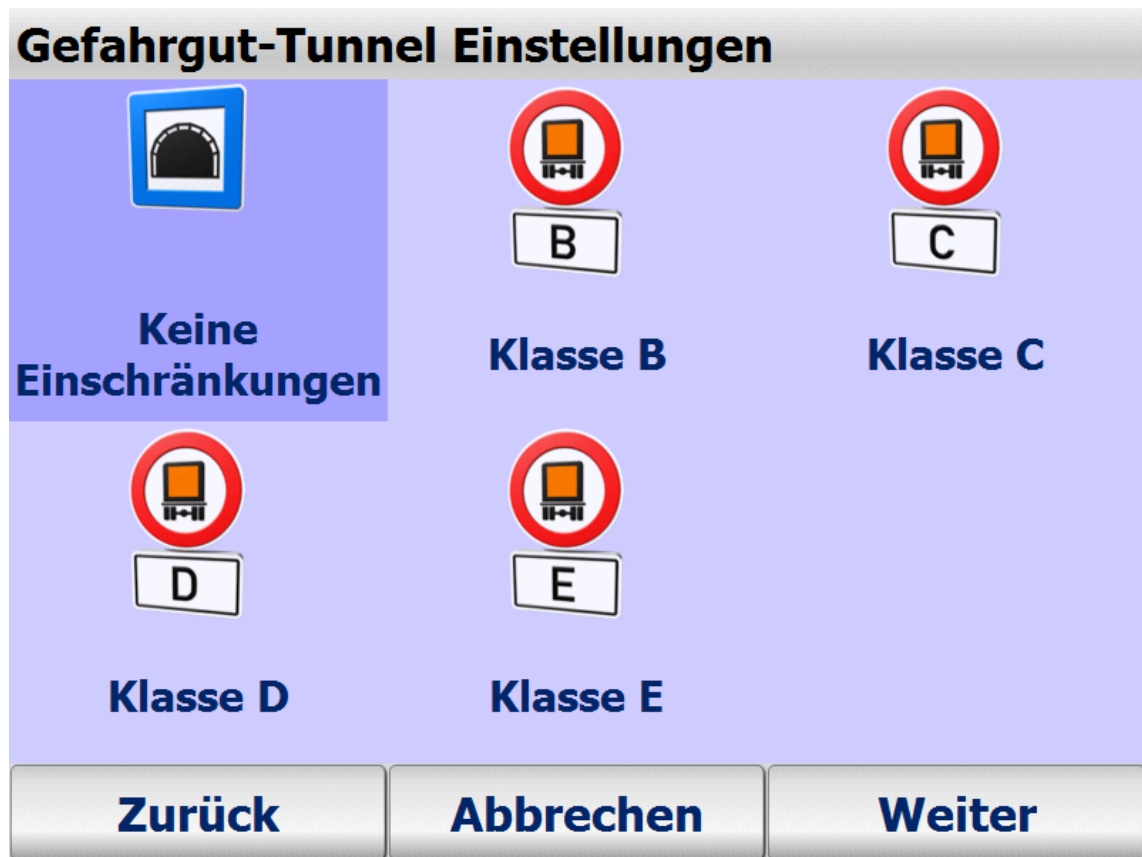 Gefahrgut-Tunnel Einstellungen
B
C
Keine
Einschränkungen
Klasse B
Klasse C
D
E
Klasse D
Klasse E
Zurück
Abbrechen
Weiter